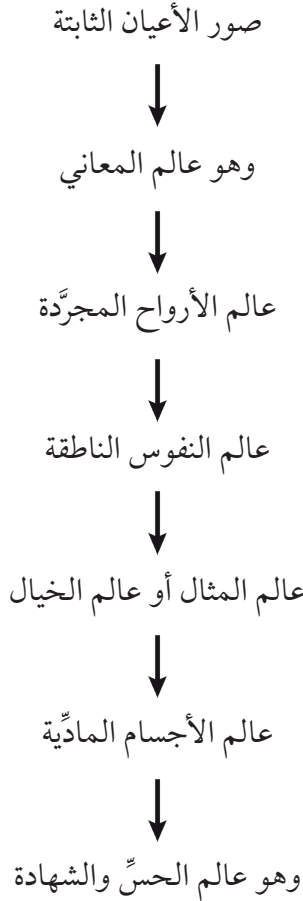 صور الأعيان الثابتة
وهو عالم المعاني
عالم الأرواح المجرَّدة
عالم النفوس الناطقة
عالم المثال أو عالم الخيال
عالم الأجسام المادِّية
وهو عالم الحسِّ والشهادة